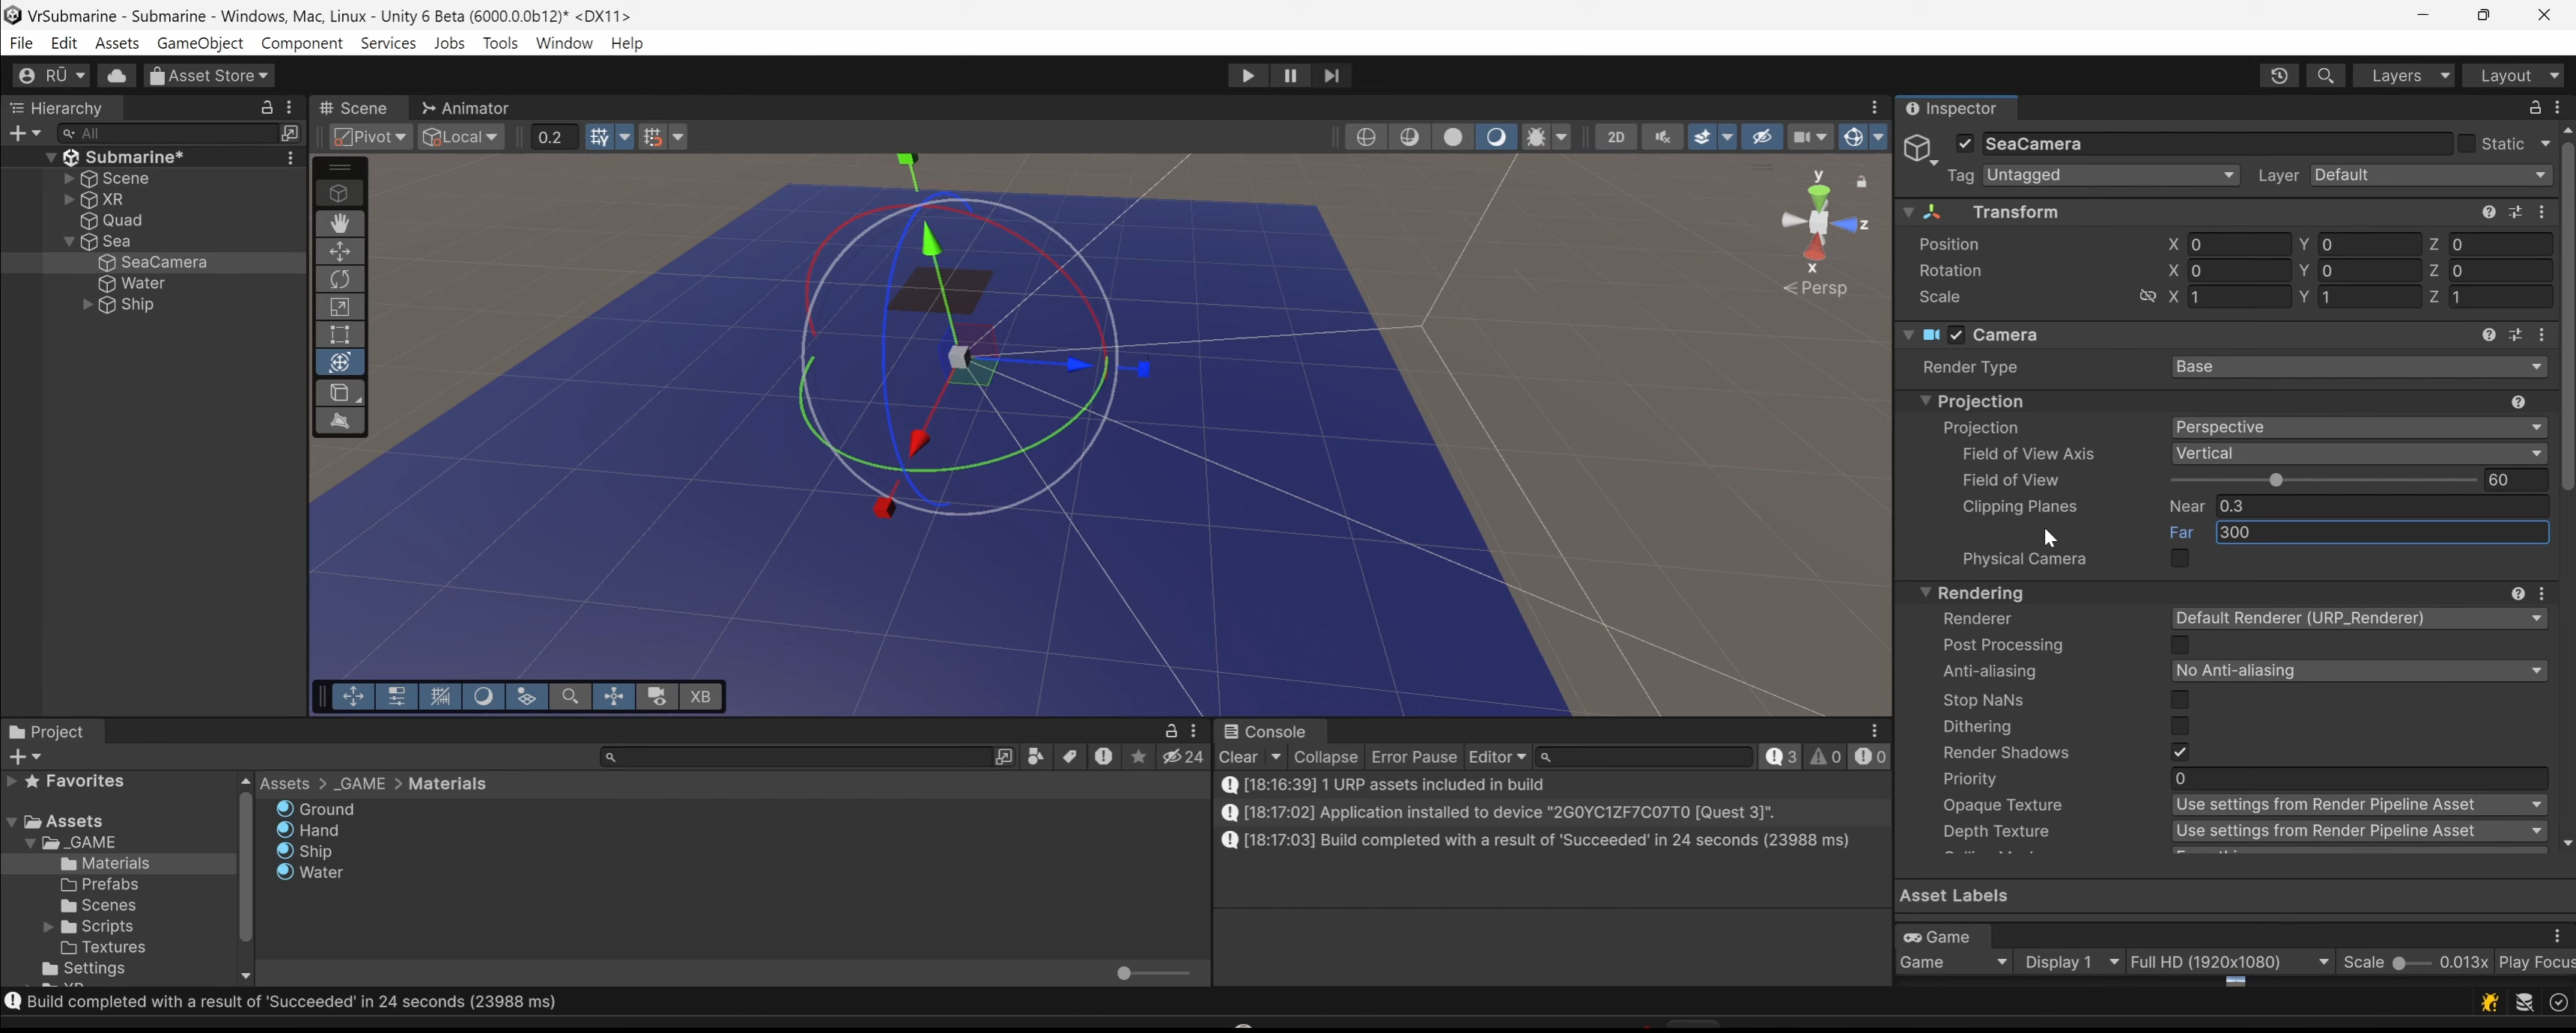 VrSubmarine - Submarine - Windows, Mac, Linux - Unity 6 Beta (6000.0.0b12)* <DX11>
File Edit Assets GameObject Component Services Jobs Tools Window Help
RŪ Asset Store Layers Layout
Hierarchy
All
Submarine*
Scene
XR
Quad
Sea
SeaCamera
Water
Ship
Scene Animator
Pivot Local 0.2 2D
y
z
x
Persp
XB
Inspector
SeaCamera Static
Tag Untagged Layer Default
Transform
Position X 0 Y 0 Z 0
Rotation X 0 Y 0 Z 0
Scale X 1 Y 1 Z 1
Camera
Render Type Base
Projection
Projection Perspective
Field of View Axis Vertical
Field of View 60
Clipping Planes Near 0.3
Far 300
Physical Camera
Rendering
Renderer Default Renderer (URP_Renderer)
Post Processing
Anti-aliasing No Anti-aliasing
Stop NaNs
Dithering
Render Shadows
Priority 0
Opaque Texture Use settings from Render Pipeline Asset
Depth Texture Use settings from Render Pipeline Asset
Asset Labels
Game
Game Display 1 Full HD (1920x1080) Scale 0.013x Play Focus
Project
24
Favorites
Assets
_GAME
Materials
Prefabs
Scenes
Scripts
Textures
Settings
Assets > _GAME > Materials
Ground
Hand
Ship
Water
Console
Clear Collapse Error Pause Editor 3 0 0
[18:16:39] 1 URP assets included in build
[18:17:02] Application installed to device "2G0YC1ZF7C07T0 [Quest 3]".
[18:17:03] Build completed with a result of 'Succeeded' in 24 seconds (23988 ms)
Build completed with a result of 'Succeeded' in 24 seconds (23988 ms)